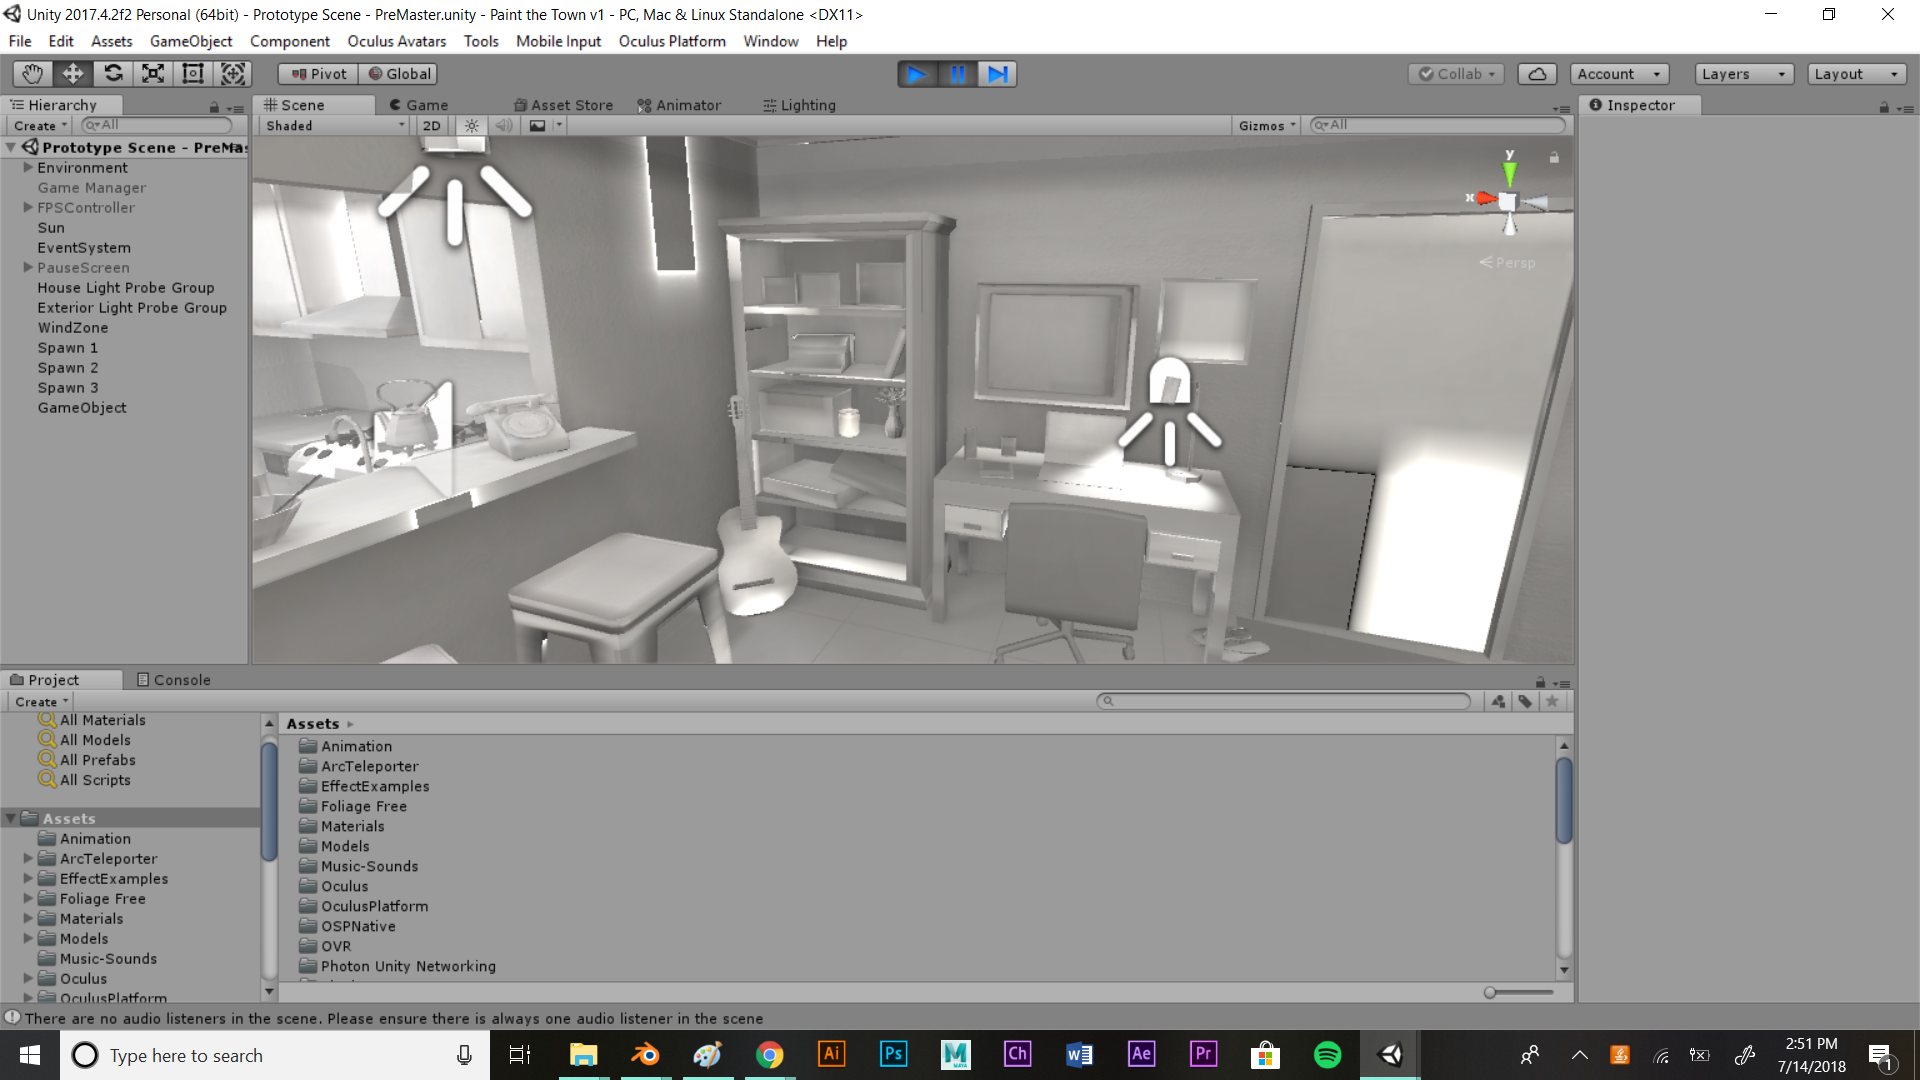 Unity 2017.4.2f2 Personal (64bit) - Prototype Scene - PreMaster.unity - Paint the Town v1 - PC, Mac & Linux Standalone <DX11>
File Edit Assets GameObject Component Oculus Avatars Tools Mobile Input Oculus Platform Window Help
Pivot Global Collab Account Layers Layout
Hierarchy Scene Game Asset Store Animator Lighting Inspector
Create All Shaded 2D Gizmos All
Prototype Scene - PreMas
Environment
Game Manager
FPSController
Sun
EventSystem
PauseScreen
House Light Probe Group
Exterior Light Probe Group
WindZone
Spawn 1
Spawn 2
Spawn 3
GameObject
y
x
Persp
Project Console
Create
All Materials
All Models
All Prefabs
All Scripts
Assets
Animation
ArcTeleporter
EffectExamples
Foliage Free
Materials
Models
Music-Sounds
Oculus
OculusPlatform
Assets
Animation
ArcTeleporter
EffectExamples
Foliage Free
Materials
Models
Music-Sounds
Oculus
OculusPlatform
OSPNative
OVR
Photon Unity Networking
There are no audio listeners in the scene. Please ensure there is always one audio listener in the scene
Type here to search
Ai Ps M Ch W Ae Pr
2:51 PM
7/14/2018
1